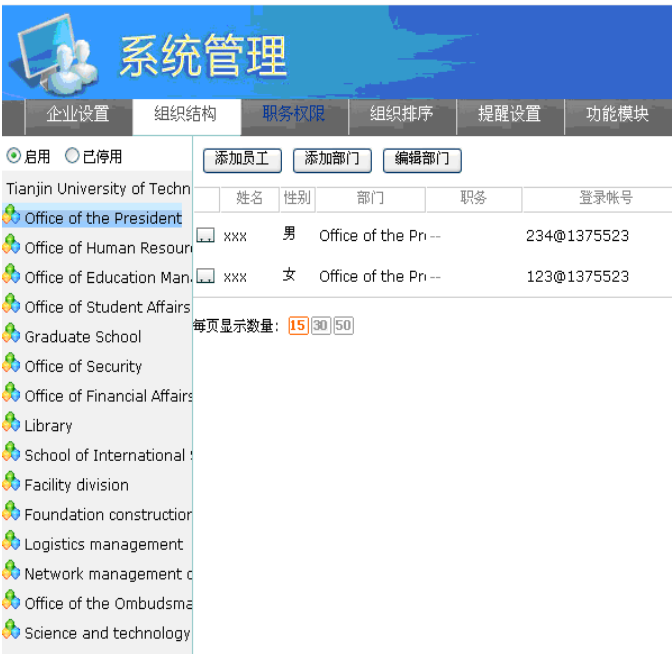 系统管理
企业设置 组织结构 职务权限 组织排序 提醒设置 功能模块
启用 已停用
添加员工 添加部门 编辑部门
Tianjin University of Techn
姓名 性别 部门 职务 登录帐号
Office of the President
xxx 男 Office of the Pr -- 234@1375523
Office of Human Resour
Office of Education Man
xxx 女 Office of the Pr -- 123@1375523
Office of Student Affairs
每页显示数量: 15 30 50
Graduate School
Office of Security
Office of Financial Affairs
Library
School of International
Facility division
Foundation construction
Logistics management
Network management
Office of the Ombudsma
Science and technology